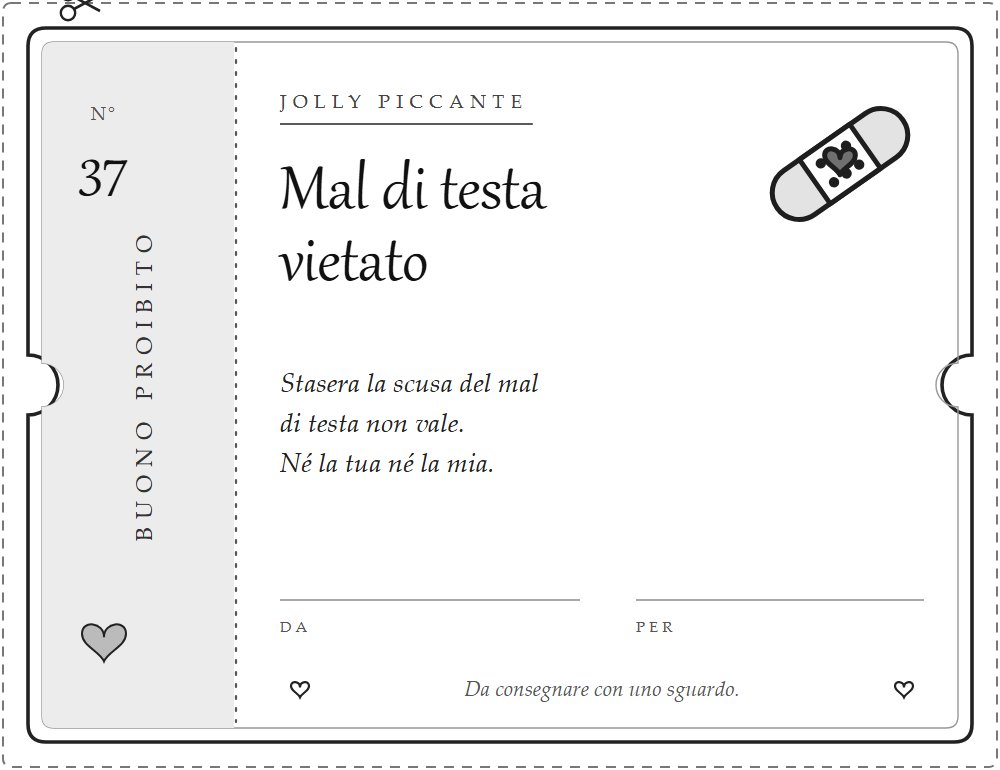 N°
37
BUONO PROIBITO
JOLLY PICCANTE
Mal di testa
vietato
Stasera la scusa del mal
di testa non vale.
Né la tua né la mia.
DA
PER
Da consegnare con uno sguardo.